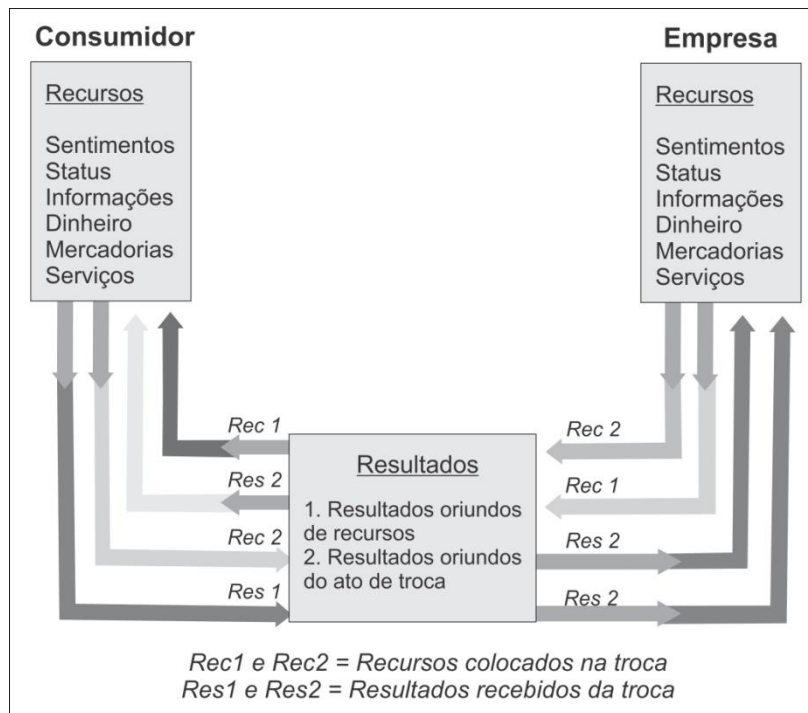 Consumidor
Recursos
Sentimentos
Status
Informações
Dinheiro
Mercadorias
Serviços
Empresa
Recursos
Sentimentos
Status
Informações
Dinheiro
Mercadorias
Serviços
Rec 1
Res 2
Rec 2
Res 1
Resultados
1. Resultados oriundos
de recursos
2. Resultados oriundos
do ato de troca
Rec 2
Rec 1
Res 2
Res 2
Rec1 e Rec2 = Recursos colocados na troca
Res1 e Res2 = Resultados recebidos da troca